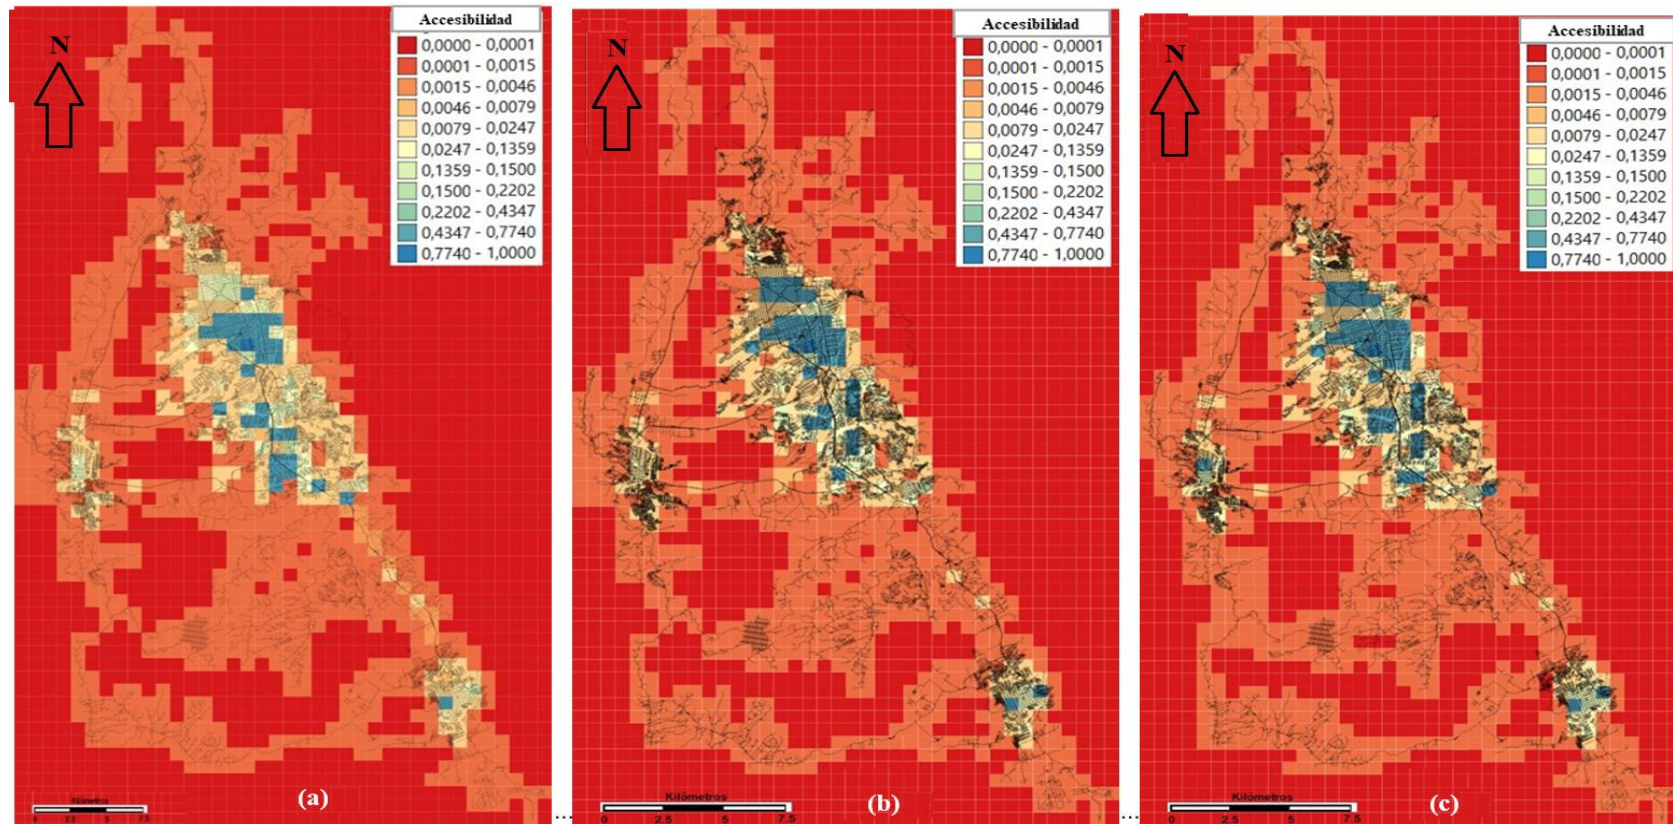 Accesibilidad
N
0,0000 - 0,0001
0,0001 - 0,0015
0,0015 - 0,0046
0,0046 - 0,0079
0,0079 - 0,0247
0,0247 - 0,1359
0,1359 - 0,1500
0,1500 - 0,2202
0,2202 - 0,4347
0,4347 - 0,7740
0,7740 - 1,0000
Kilómetros
0 2.5 5 7.5
(a)
...
Accesibilidad
N
0,0000 - 0,0001
0,0001 - 0,0015
0,0015 - 0,0046
0,0046 - 0,0079
0,0079 - 0,0247
0,0247 - 0,1359
0,1359 - 0,1500
0,1500 - 0,2202
0,2202 - 0,4347
0,4347 - 0,7740
0,7740 - 1,0000
Kilómetros
0 2.5 5 7.5
(b)
...
Accesibilidad
N
0,0000 - 0,0001
0,0001 - 0,0015
0,0015 - 0,0046
0,0046 - 0,0079
0,0079 - 0,0247
0,0247 - 0,1359
0,1359 - 0,1500
0,1500 - 0,2202
0,2202 - 0,4347
0,4347 - 0,7740
0,7740 - 1,0000
Kilómetros
0 2.5 5 7.5
(c)